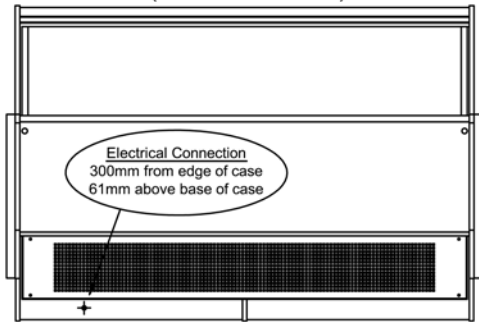 Electrical Connection
300mm from edge of case
61mm above base of case